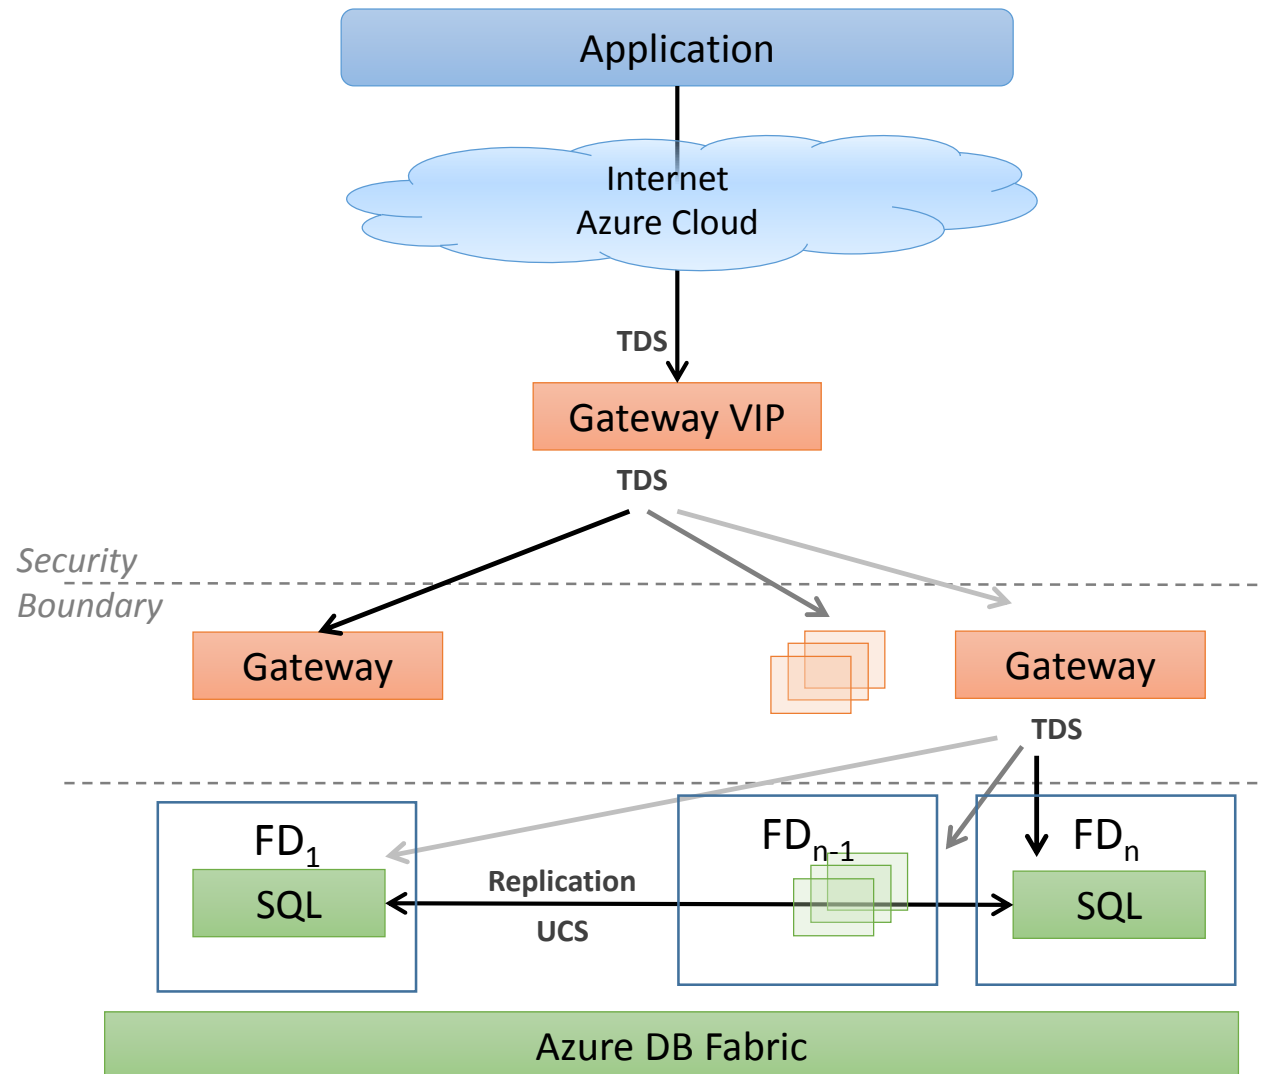 Application
Internet
Azure Cloud
TDS
Gateway VIP
TDS
Security
Boundary
Gateway
Gateway
TDS
FD1
FDn-1
FDn
SQL
Replication
UCS
SQL
Azure DB Fabric